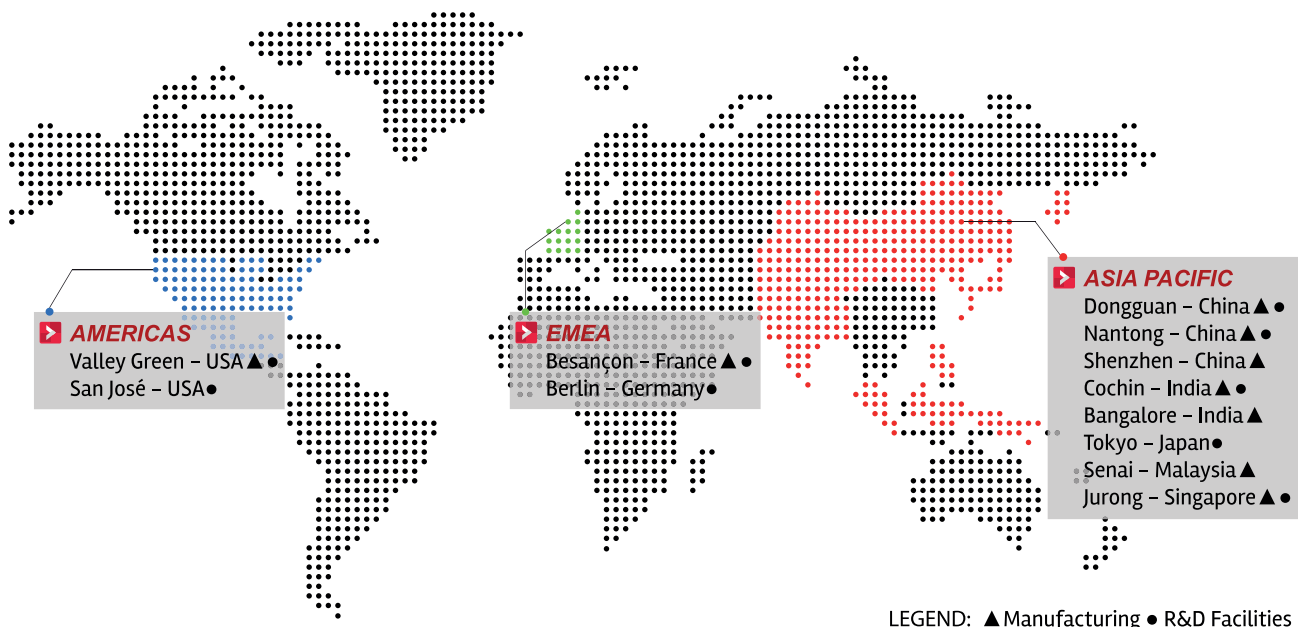 AMERICAS
Valley Green – USA ▲ ●
San José – USA ●
EMEA
Besançon – France ▲ ●
Berlin – Germany ●
ASIA PACIFIC
Dongguan – China ▲ ●
Nantong – China ▲ ●
Shenzhen – China ▲
Cochin – India ▲ ●
Bangalore – India ▲
Tokyo – Japan ●
Senai – Malaysia ▲
Jurong – Singapore ▲ ●
LEGEND: ▲ Manufacturing ● R&D Facilities